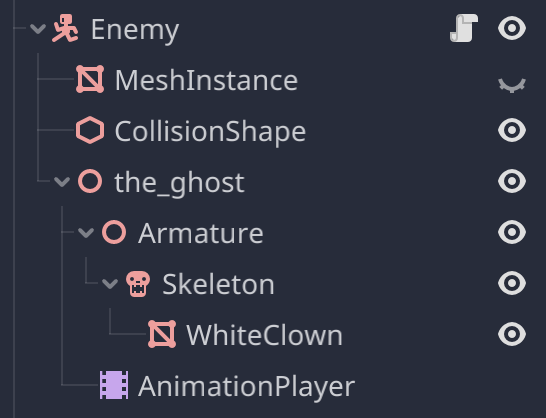 Enemy
MeshInstance
CollisionShape
the_ghost
Armature
Skeleton
WhiteClown
AnimationPlayer